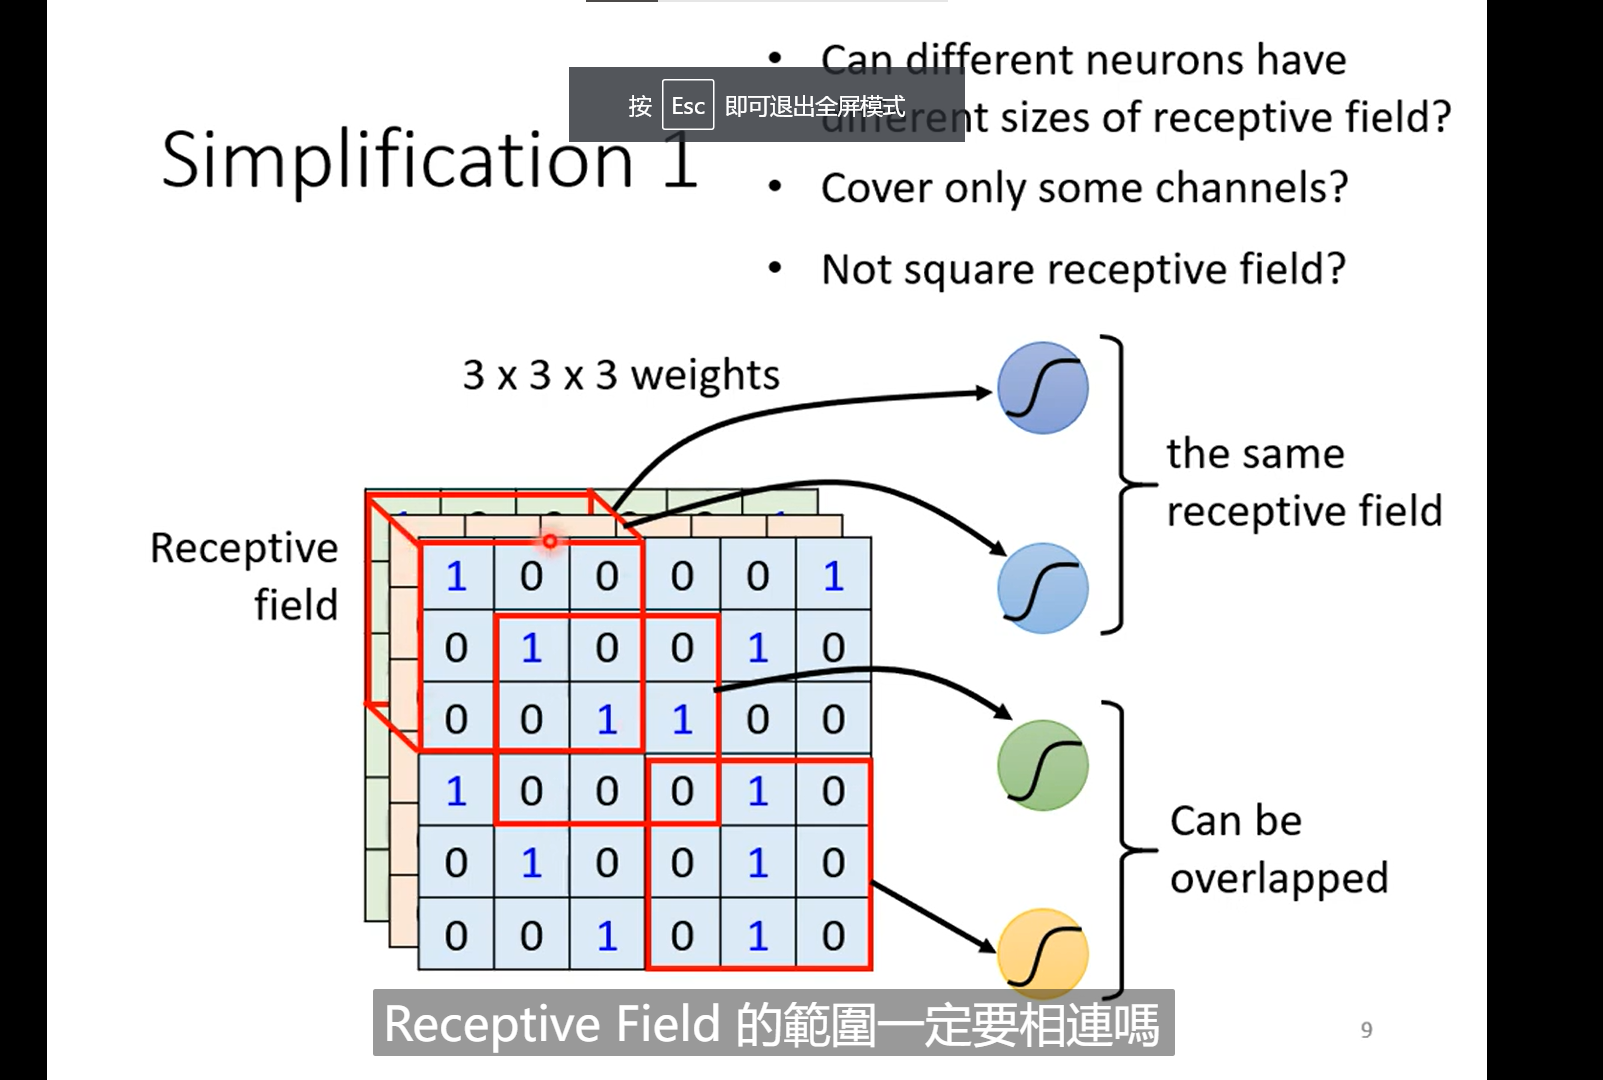 • Can different neurons have
different sizes of receptive field?
按 Esc 即可退出全屏模式
Simplification 1
• Cover only some channels?
• Not square receptive field?
3 x 3 x 3 weights
the same
receptive field
Receptive
field
1 0 0 0 0 1
0 1 0 0 1 0
0 0 1 1 0 0
1 0 0 0 1 0
0 1 0 0 1 0
0 0 1 0 1 0
Can be
overlapped
Receptive Field 的範圍一定要相連嗎
9